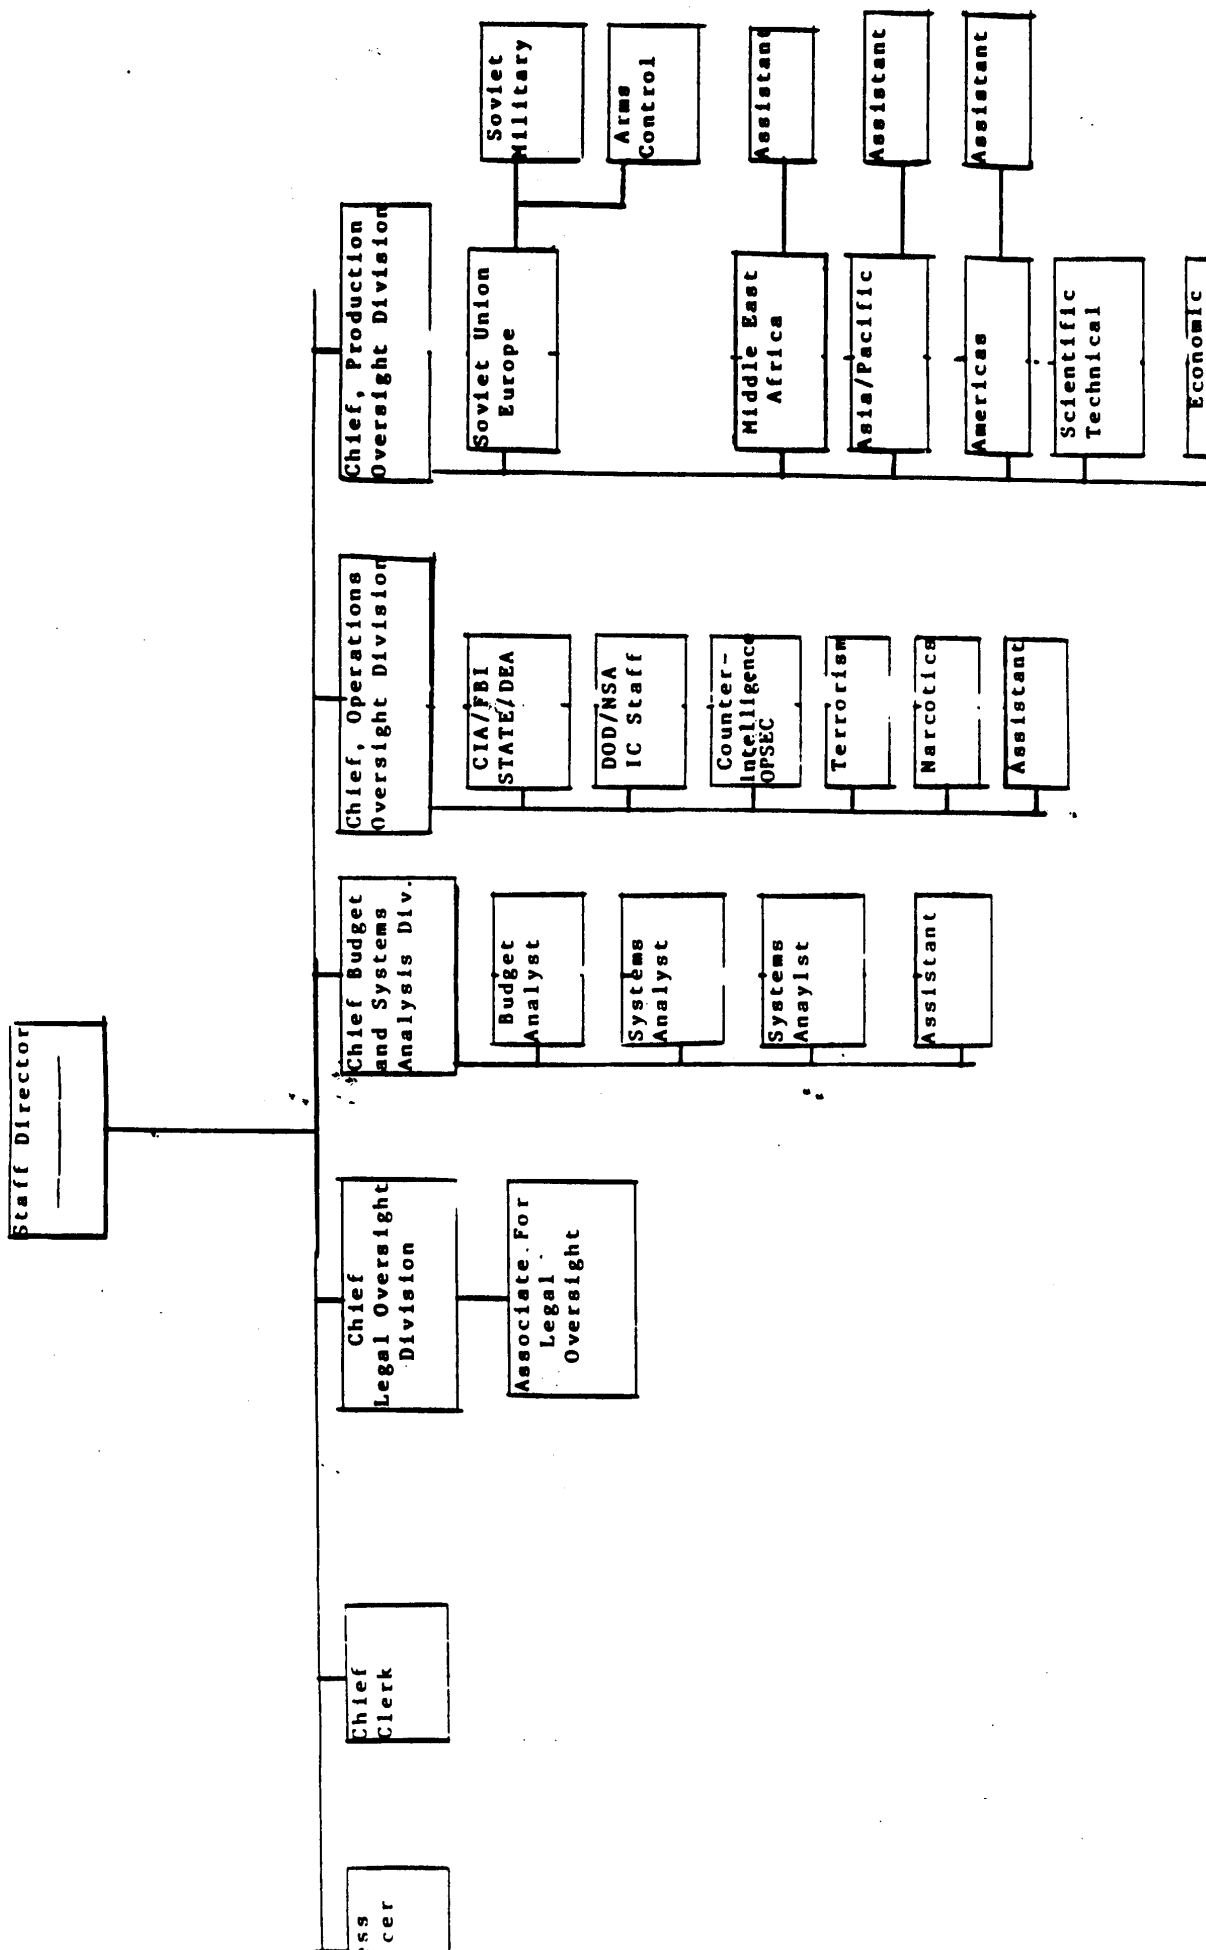 Staff Director
Chief
Clerk
Chief
Legal Oversight
Division
Associate For
Legal
Oversight
Chief Budget
and Systems
Analysis Div.
Budget
Analyst
Systems
Analyst
Systems
Anaylst
Assistant
Chief, Operations
Oversight Division
CIA/FBI
STATE/DEA
DOD/NSA
IC Staff
Counter-
intelligence
OPSEC
Terrorism
Narcotics
Assistant
Chief, Production
Oversight Division
Soviet Union
Europe
Soviet
Military
Arms
Control
Middle East
Africa
Assistant
Asia/Pacific
Assistant
Americas
Assistant
Scientific
Technical
Economic